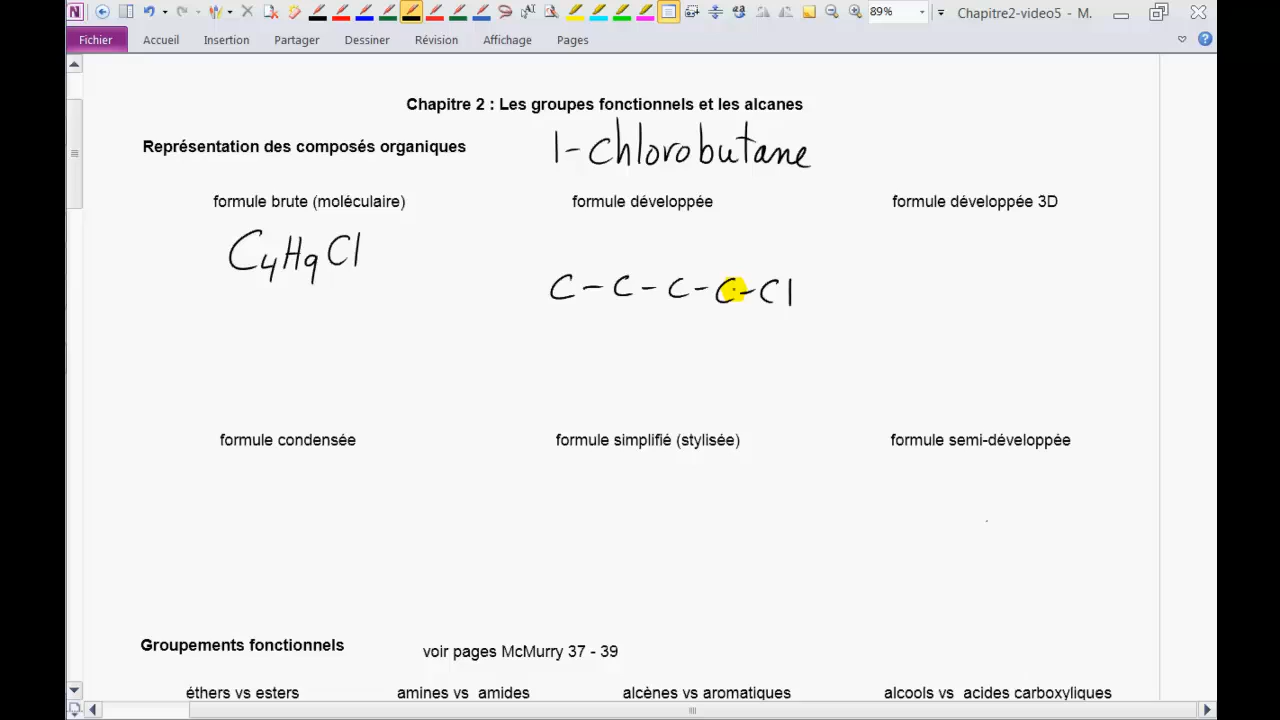 89% Chapitre2-video5 - M.
Fichier Accueil Insertion Partager Dessiner Révision Affichage Pages
Chapitre 2 : Les groupes fonctionnels et les alcanes
Représentation des composés organiques 1-chlorobutane
formule brute (moléculaire) formule développée formule développée 3D
C4H9Cl
C-C-C-C-Cl
formule condensée formule simplifié (stylisée) formule semi-développée
Groupements fonctionnels voir pages McMurry 37 - 39
éthers vs esters amines vs amides alcènes vs aromatiques alcools vs acides carboxyliques